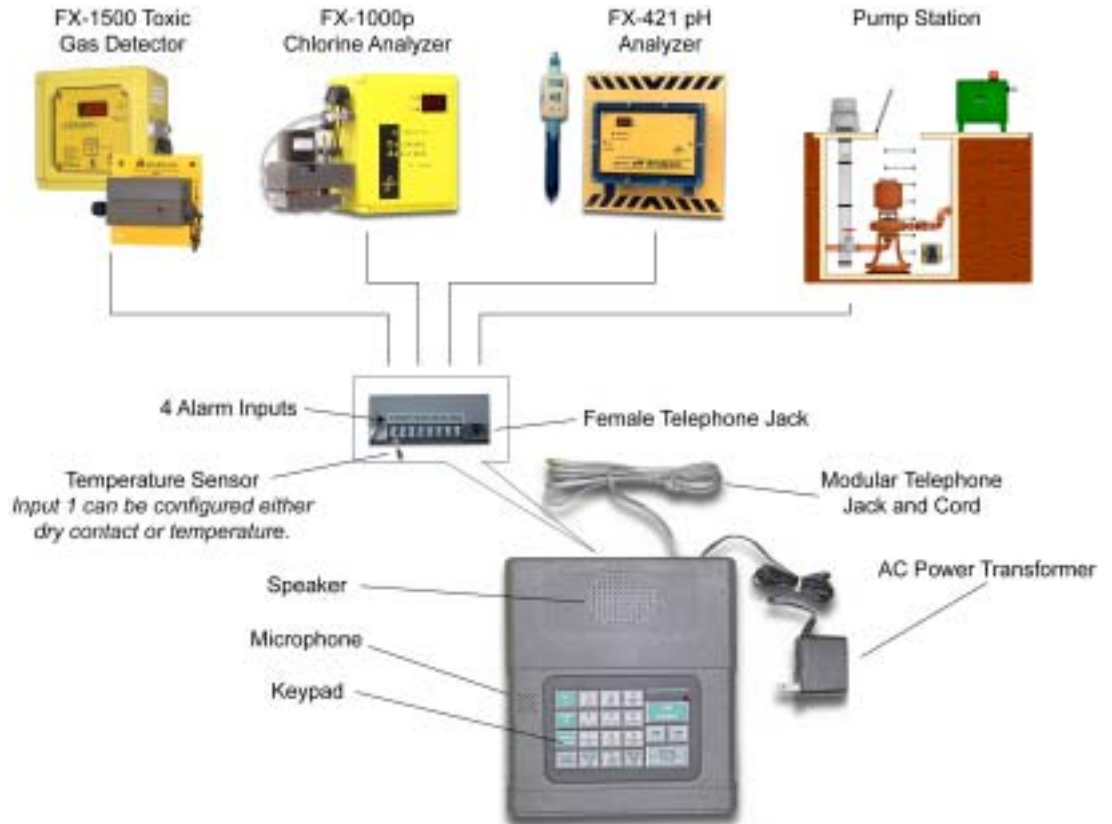 FX-1500 Toxic
Gas Detector
FX-1000p
Chlorine Analyzer
FX-421 pH
Analyzer
Pump Station
4 Alarm Inputs
Female Telephone Jack
Temperature Sensor
Input 1 can be configured either
dry contact or temperature.
Modular Telephone
Jack and Cord
AC Power Transformer
Speaker
Microphone
Keypad